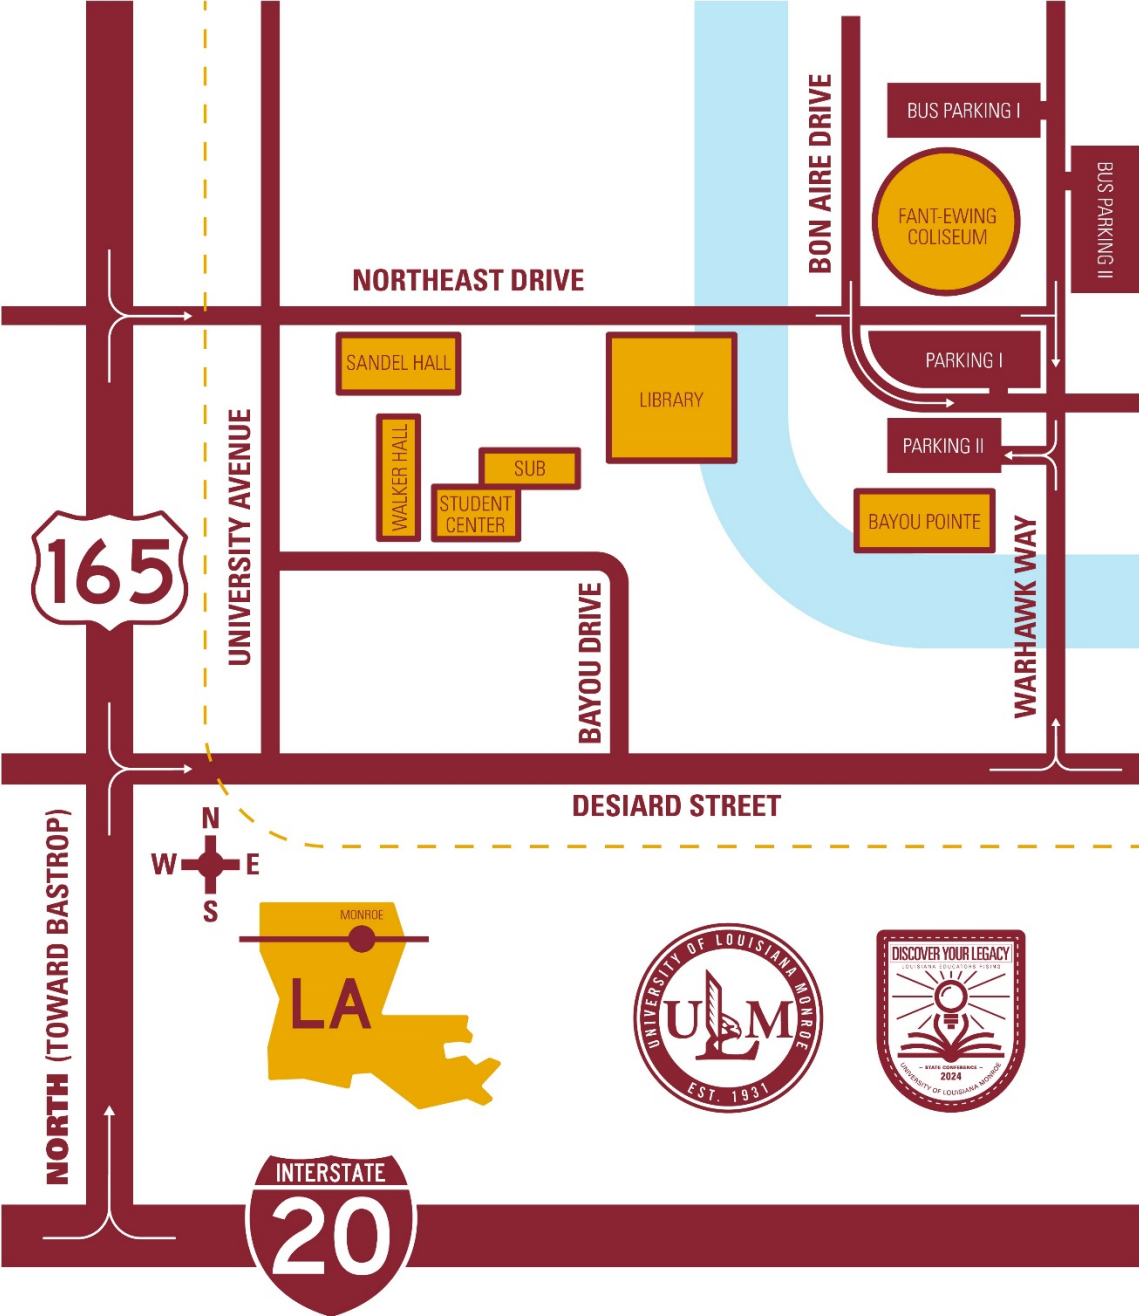 BON AIRE DRIVE
BUS PARKING I
BUS PARKING II
FANT-EWING
COLISEUM
NORTHEAST DRIVE
SANDEL HALL
LIBRARY
PARKING I
WALKER HALL
SUB
STUDENT
CENTER
PARKING II
BAYOU POINTE
165
UNIVERSITY AVENUE
BAYOU DRIVE
WARHAWK WAY
DESIARD STREET
N
W
E
S
NORTH (TOWARD BASTROP)
MONROE
LA
UNIVERSITY OF LOUISIANA MONROE
ULM
EST. 1931
DISCOVER YOUR LEGACY
LOUISIANA EDUCATORS RISING
– STATE CONFERENCE –
2024
UNIVERSITY OF LOUISIANA MONROE
INTERSTATE
20